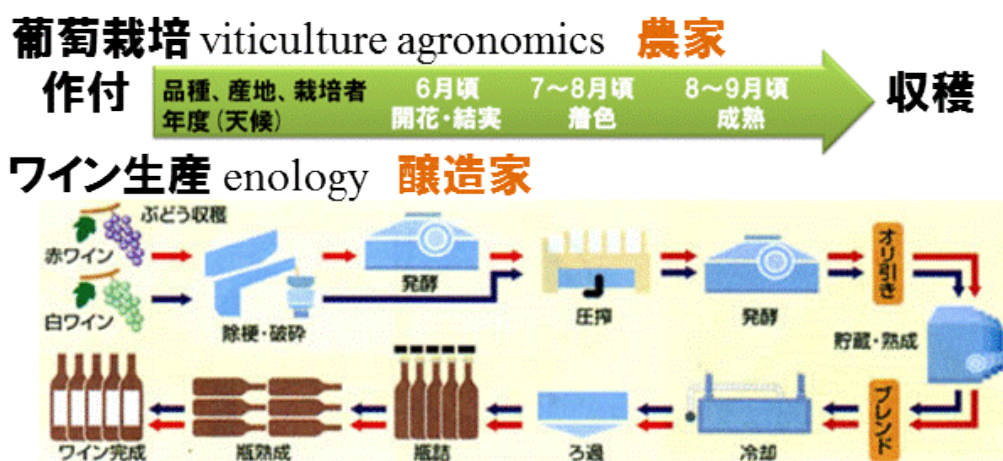 葡萄栽培 viticulture agronomics 農家
作付
品種、産地、栽培者
年度(天候)
6月頃
開花・結実
7～8月頃
着色
8～9月頃
成熟
収穫
ワイン生産 enology 醸造家
ぶどう収穫
赤ワイン
白ワイン
除梗・破砕
発酵
圧搾
発酵
オリ引き
貯蔵・熟成
ブレンド
冷却
ろ過
瓶詰
瓶熟成
ワイン完成